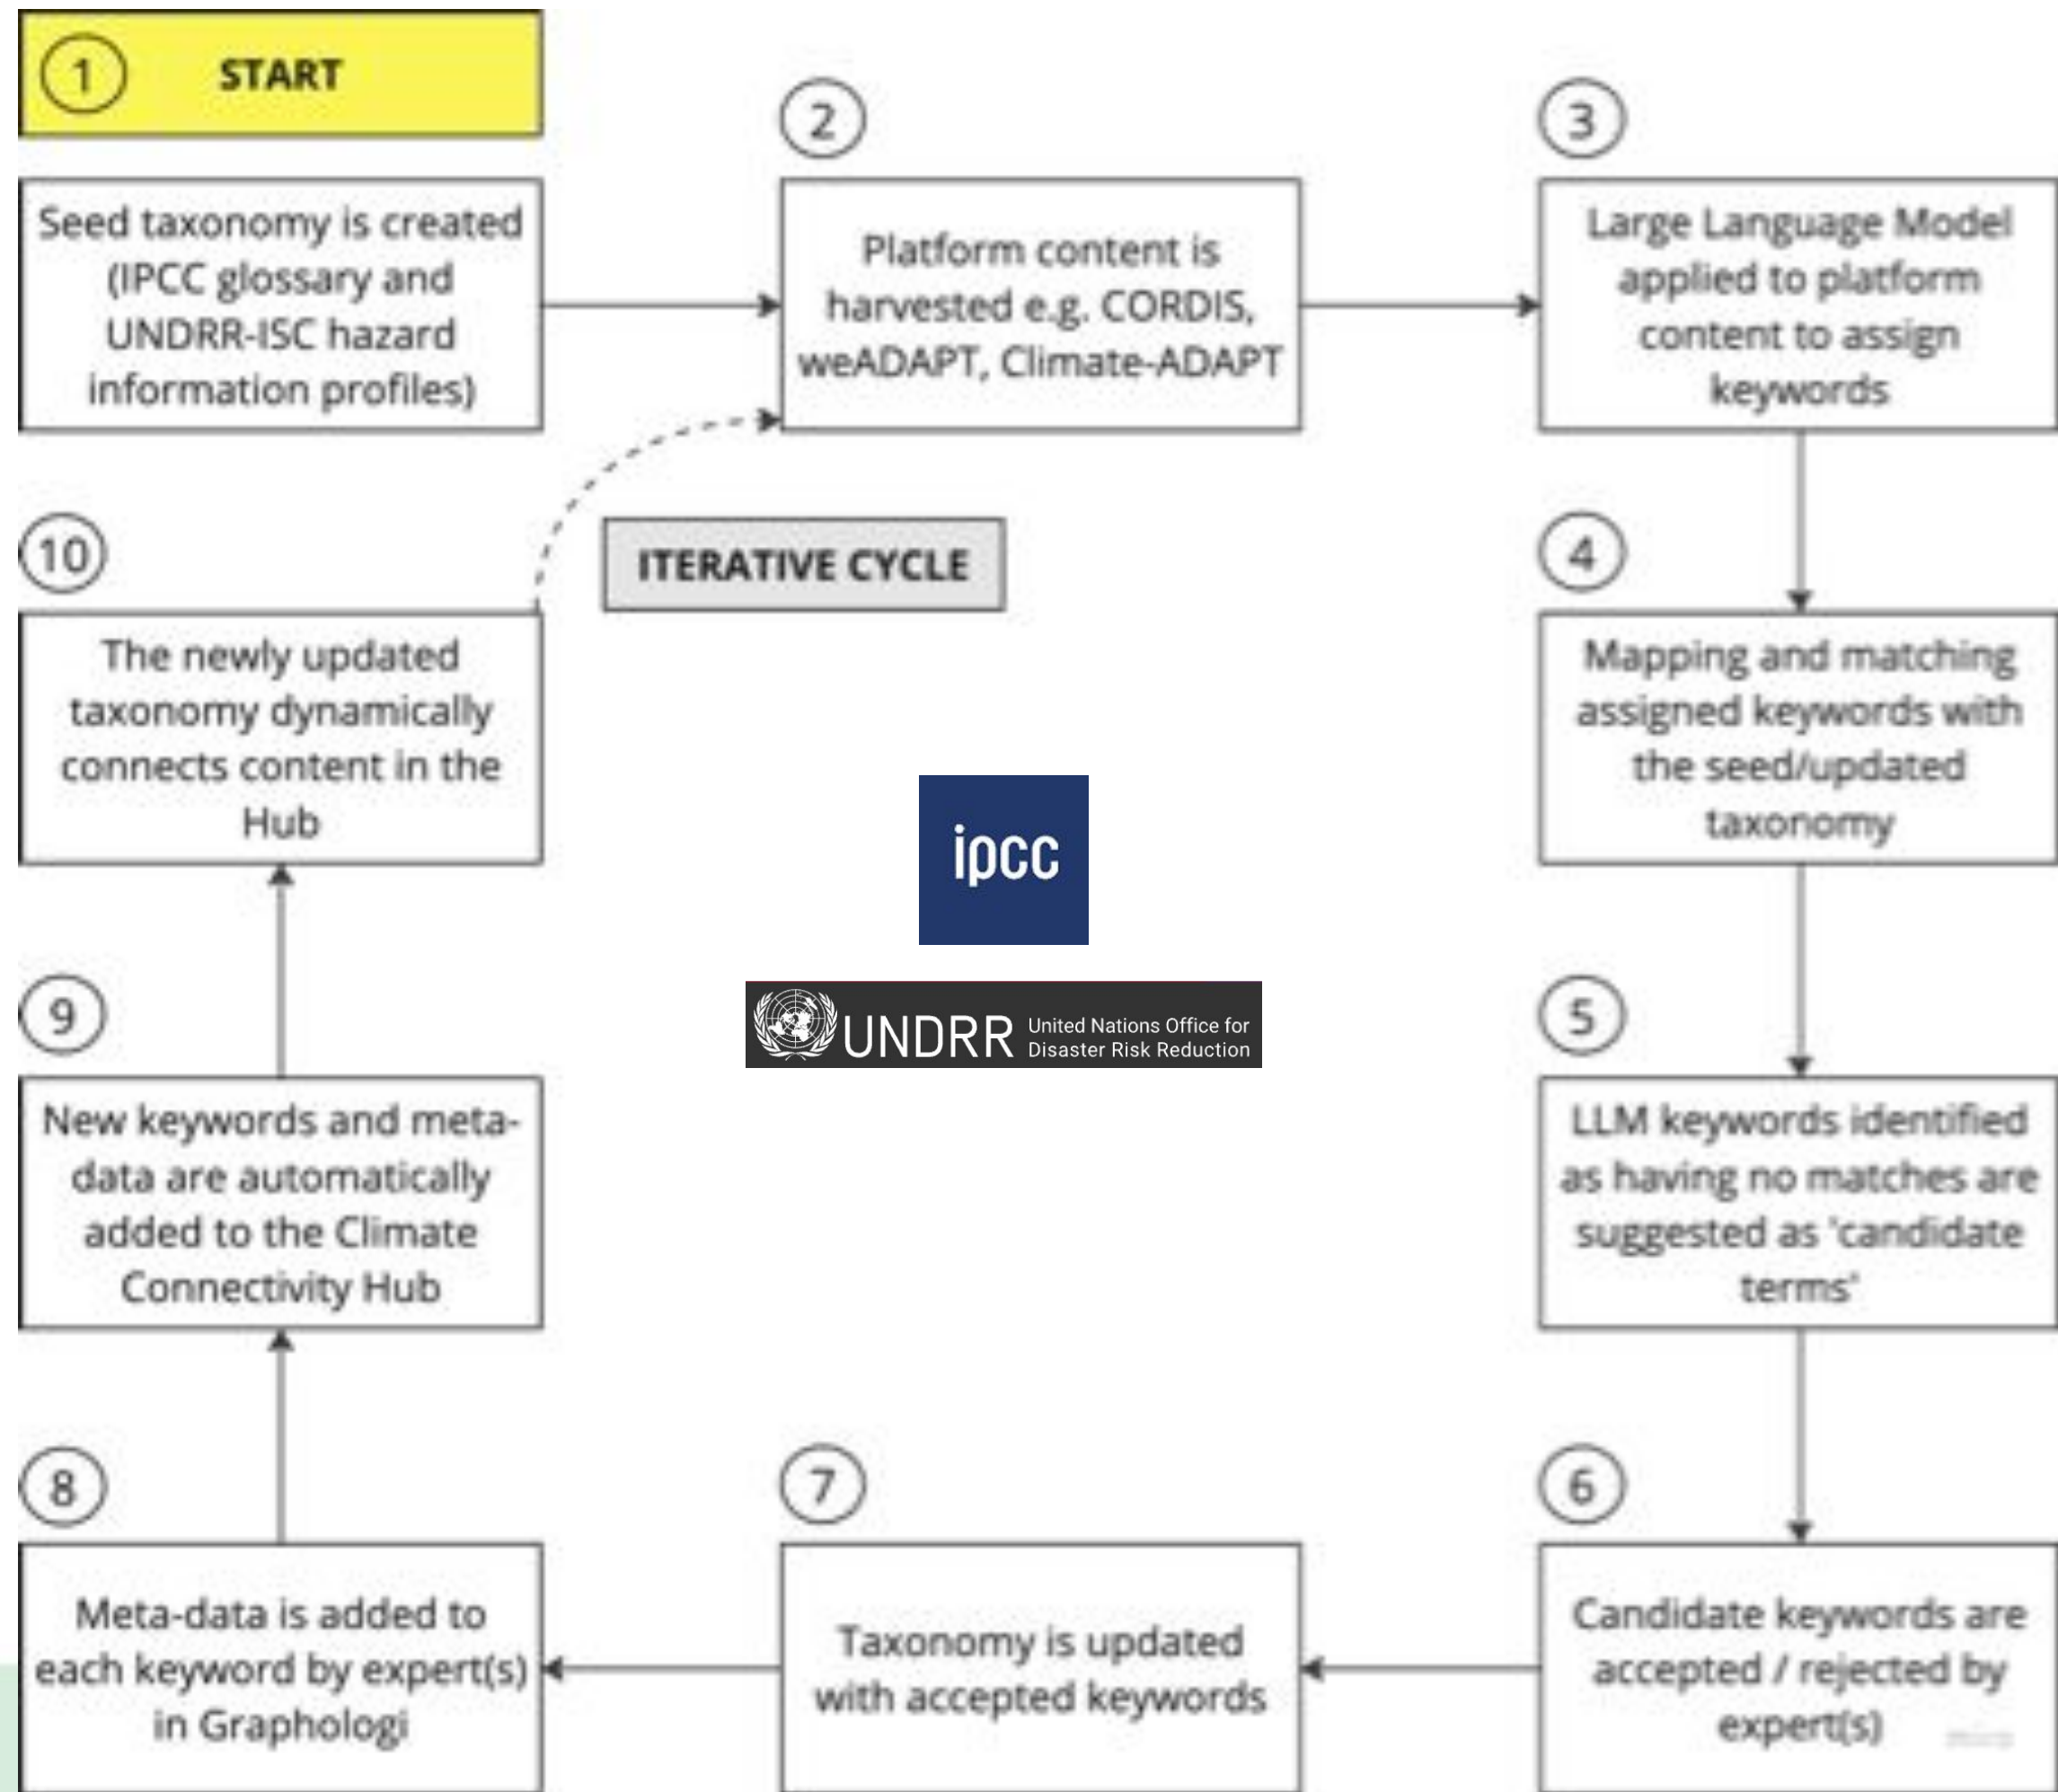 1
START
Seed taxonomy is created
(IPCC glossary and
UNDRR-ISC hazard
information profiles)
2
Platform content is
harvested e.g. CORDIS,
weADAPT, Climate-ADAPT
3
Large Language Model
applied to platform
content to assign
keywords
4
Mapping and matching
assigned keywords with
the seed/updated
taxonomy
5
LLM keywords identified
as having no matches are
suggested as 'candidate
terms'
6
Candidate keywords are
accepted / rejected by
expert(s)
7
Taxonomy is updated
with accepted keywords
8
Meta-data is added to
each keyword by expert(s)
in Graphologi
9
New keywords and meta-
data are automatically
added to the Climate
Connectivity Hub
10
The newly updated
taxonomy dynamically
connects content in the
Hub
ITERATIVE CYCLE
ipcc
UNDRR
United Nations Office for
Disaster Risk Reduction